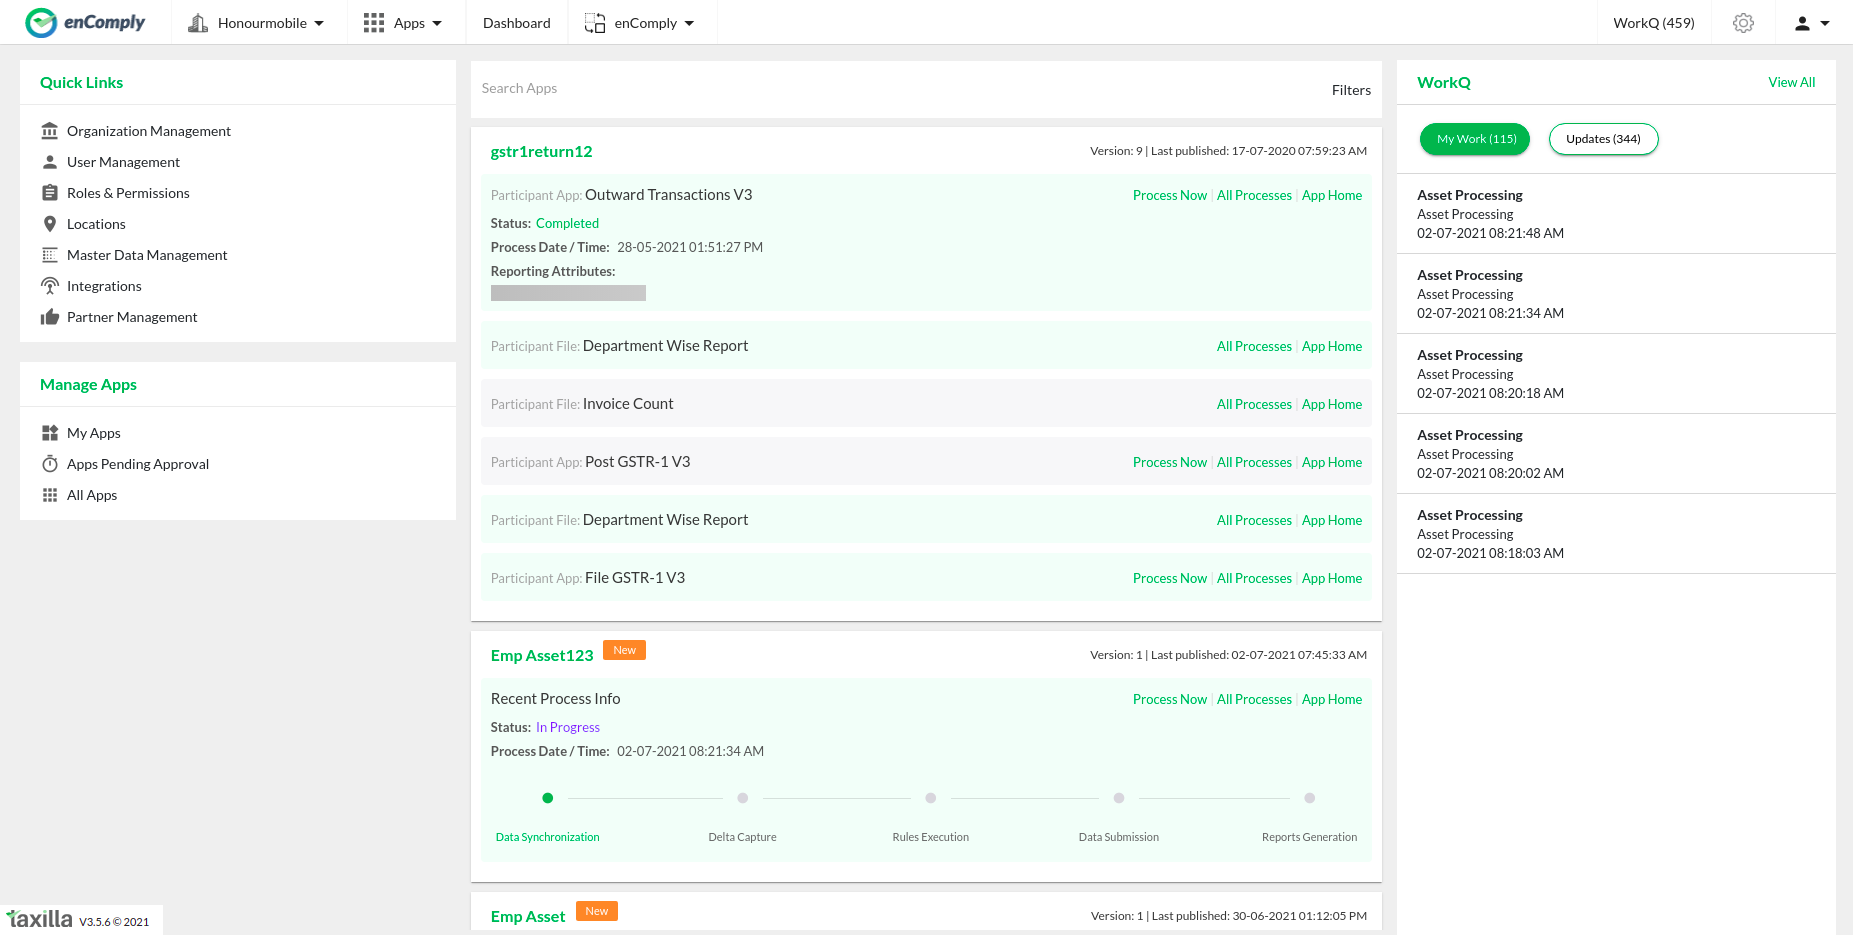 enComply
Honourmobile
Apps
Dashboard
enComply
WorkQ (459)
Quick Links
Organization Management
User Management
Roles & Permissions
Locations
Master Data Management
Integrations
Partner Management
Manage Apps
My Apps
Apps Pending Approval
All Apps
Search Apps
Filters
gstr1return12
Version: 9 | Last published: 17-07-2020 07:59:23 AM
Participant App: Outward Transactions V3
Process Now | All Processes | App Home
Status: Completed
Process Date / Time: 28-05-2021 01:51:27 PM
Reporting Attributes:
Participant File: Department Wise Report
All Processes | App Home
Participant File: Invoice Count
All Processes | App Home
Participant App: Post GSTR-1 V3
Process Now | All Processes | App Home
Participant File: Department Wise Report
All Processes | App Home
Participant App: File GSTR-1 V3
Process Now | All Processes | App Home
Emp Asset123 New
Version: 1 | Last published: 02-07-2021 07:45:33 AM
Recent Process Info
Process Now | All Processes | App Home
Status: In Progress
Process Date / Time: 02-07-2021 08:21:34 AM
Data Synchronization
Delta Capture
Rules Execution
Data Submission
Reports Generation
Emp Asset New
Version: 1 | Last published: 30-06-2021 01:12:05 PM
WorkQ
View All
My Work (115)
Updates (344)
Asset Processing
Asset Processing
02-07-2021 08:21:48 AM
Asset Processing
Asset Processing
02-07-2021 08:21:34 AM
Asset Processing
Asset Processing
02-07-2021 08:20:18 AM
Asset Processing
Asset Processing
02-07-2021 08:20:02 AM
Asset Processing
Asset Processing
02-07-2021 08:18:03 AM
taxilla V3.5.6 © 2021